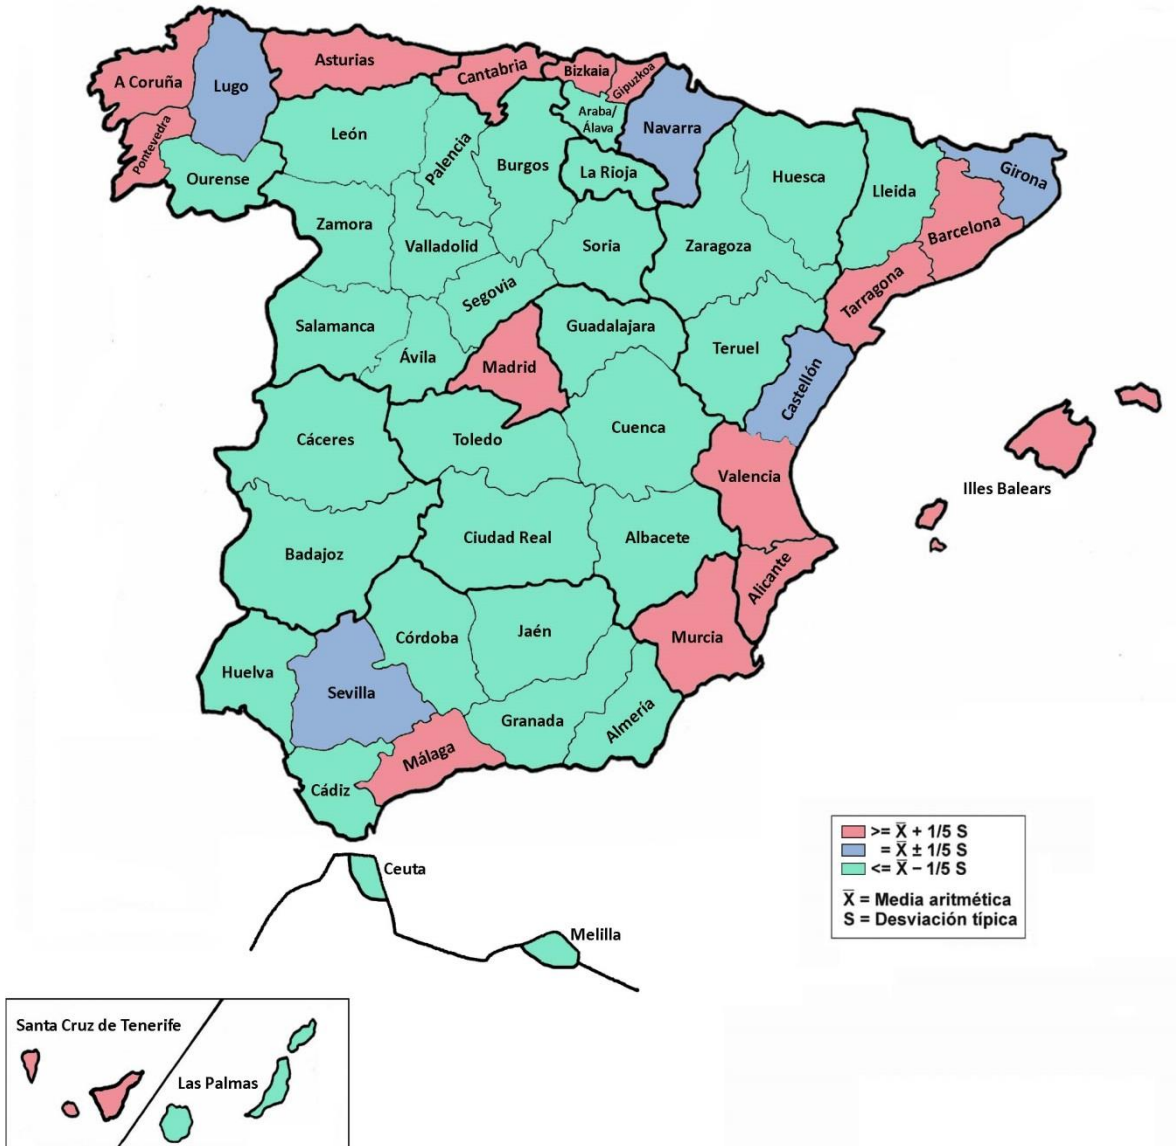 Asturias
Cantabria
Bizkaia
Gipuzkoa
A Coruña
Lugo
Araba/
Álava
Navarra
Pontevedra
León
Palencia
Burgos
La Rioja
Huesca
Girona
Ourense
Lleida
Zamora
Valladolid
Soria
Zaragoza
Barcelona
Segovia
Tarragona
Salamanca
Guadalajara
Ávila
Teruel
Madrid
Castellón
Cáceres
Toledo
Cuenca
Valencia
Illes Balears
Badajoz
Ciudad Real
Albacete
Alicante
Córdoba
Jaén
Murcia
Huelva
Sevilla
Granada
Almería
Málaga
Cádiz
Ceuta
Melilla
>= X̅ + 1/5 S
= X̅ ± 1/5 S
<= X̅ − 1/5 S
X̅ = Media aritmética
S = Desviación típica
Santa Cruz de Tenerife
Las Palmas